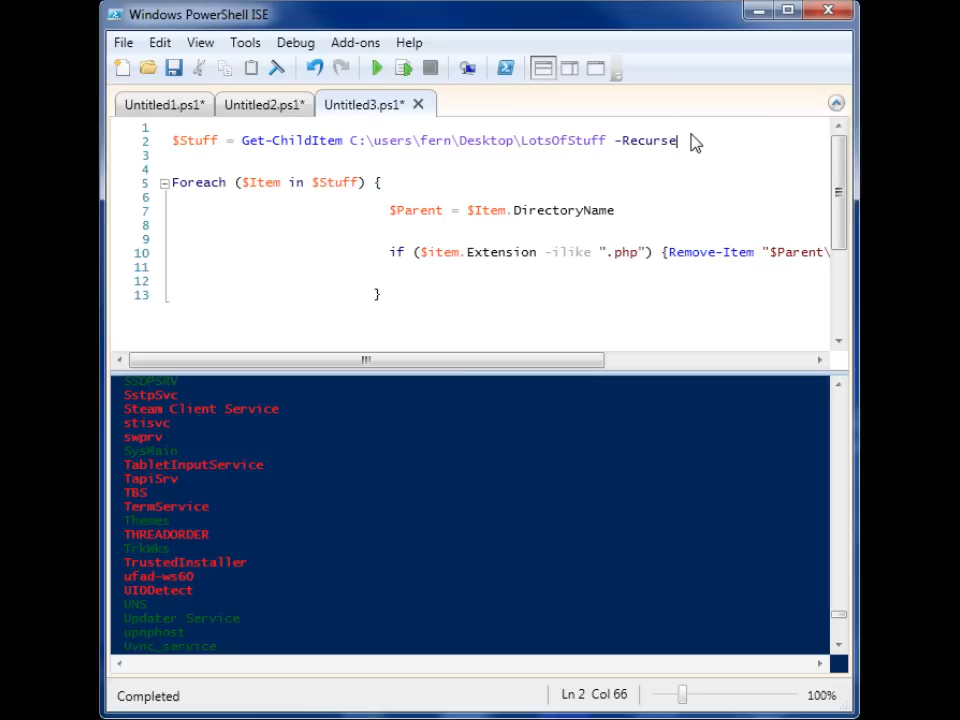 Windows PowerShell ISE
File Edit View Tools Debug Add-ons Help
Untitled1.ps1* Untitled2.ps1* Untitled3.ps1*
1
2 $Stuff = Get-ChildItem C:\users\fern\Desktop\LotsOfStuff -Recurse
3
4
5 Foreach ($Item in $Stuff) {
6
7 $Parent = $Item.DirectoryName
8
9
10 if ($item.Extension -ilike ".php") {Remove-Item "$Parent\
11
12
13 }
SSDPSRV
SstpSvc
Steam Client Service
stisvc
swprv
SysMain
TabletInputService
TapiSrv
TBS
TermService
Themes
THREADORDER
TrkWks
TrustedInstaller
ufad-ws60
UI0Detect
UNS
Updater Service
upnphost
Uvnc_service
Completed Ln 2 Col 66 100%